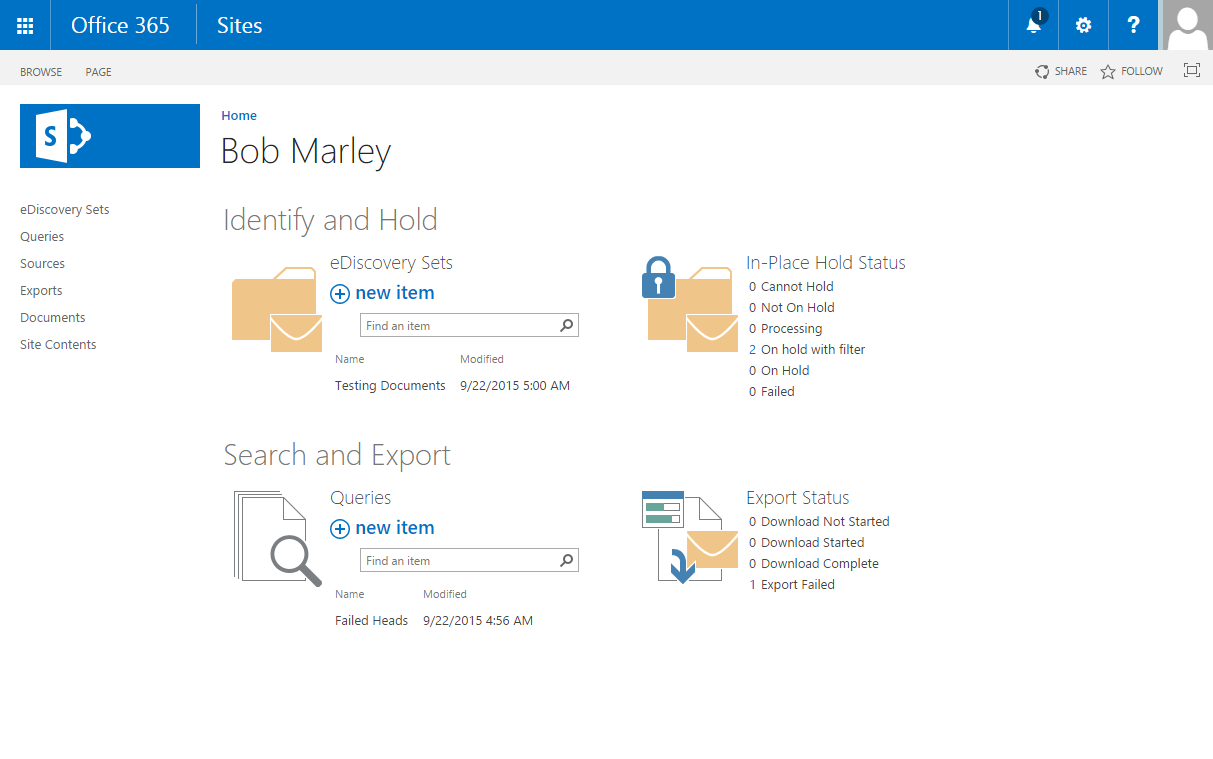 Office 365 Sites 1 ?
BROWSE PAGE SHARE FOLLOW
S
Home
Bob Marley
eDiscovery Sets
Queries
Sources
Exports
Documents
Site Contents
Identify and Hold
eDiscovery Sets
new item
Find an item
Name Modified
Testing Documents 9/22/2015 5:00 AM
In-Place Hold Status
0 Cannot Hold
0 Not On Hold
0 Processing
2 On hold with filter
0 On Hold
0 Failed
Search and Export
Queries
new item
Find an item
Name Modified
Failed Heads 9/22/2015 4:56 AM
Export Status
0 Download Not Started
0 Download Started
0 Download Complete
1 Export Failed